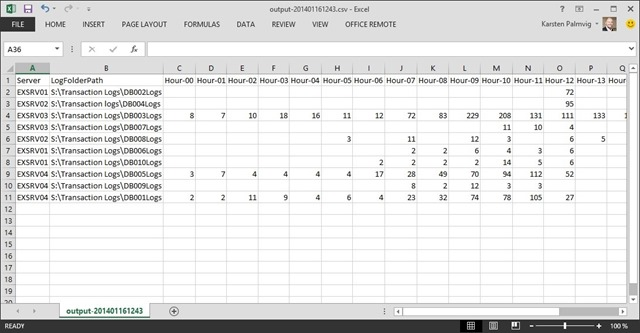 output-201401161243.csv - Excel
FILE HOME INSERT PAGE LAYOUT FORMULAS DATA REVIEW VIEW OFFICE REMOTE Karsten Palmvig
A36 fx
A B C D E F G H I J K L M N O P Q
1 Server LogFolderPath Hour-00 Hour-01 Hour-02 Hour-03 Hour-04 Hour-05 Hour-06 Hour-07 Hour-08 Hour-09 Hour-10 Hour-11 Hour-12 Hour-13 Hour
2 EXSRV01 S:\Transaction Logs\DB002Logs 72
3 EXSRV02 S:\Transaction logs\DB004Logs 95
4 EXSRV03 S:\Transaction Logs\DB003Logs 8 7 10 18 16 11 12 72 83 229 208 131 111 133 1
5 EXSRV03 S:\Transaction Logs\DB007Logs 11 10 4
6 EXSRV02 S:\Transaction Logs\DB008Logs 3 11 12 3 6 5
7 EXSRV01 S:\Transaction Logs\DB006Logs 2 2 6 4 3 6
8 EXSRV01 S:\Transaction Logs\DB010Logs 2 2 2 2 14 5 6
9 EXSRV04 S:\Transaction Logs\DB005Logs 3 7 4 4 4 4 17 28 49 70 94 112 52
10 EXSRV04 S:\Transaction Logs\DB009Logs 8 2 12 3 3
11 EXSRV04 S:\Transaction Logs\DB001Logs 2 2 11 9 4 6 4 23 32 74 78 105 27
12
13
14
15
16
17
18
19
20
output-201401161243
READY 100 %